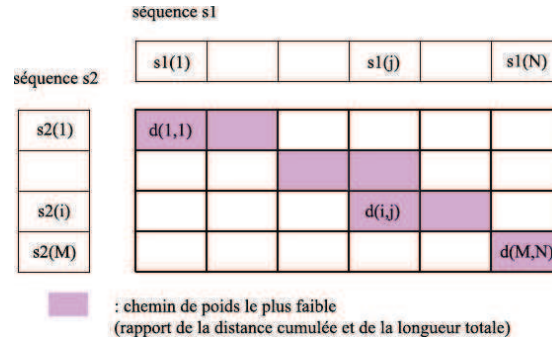 séquence s1
s1(1) s1(j) s1(N)
séquence s2
s2(1) d(1,1)
s2(i) d(i,j)
s2(M) d(M,N)
: chemin de poids le plus faible
(rapport de la distance cumulée et de la longueur totale)